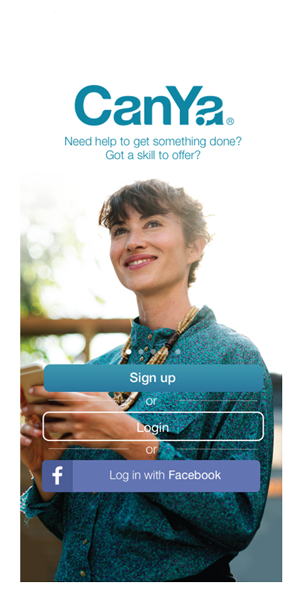 CanYa®
Need help to get something done?
Got a skill to offer?
Sign up
or
Login
or
f
Log in with Facebook